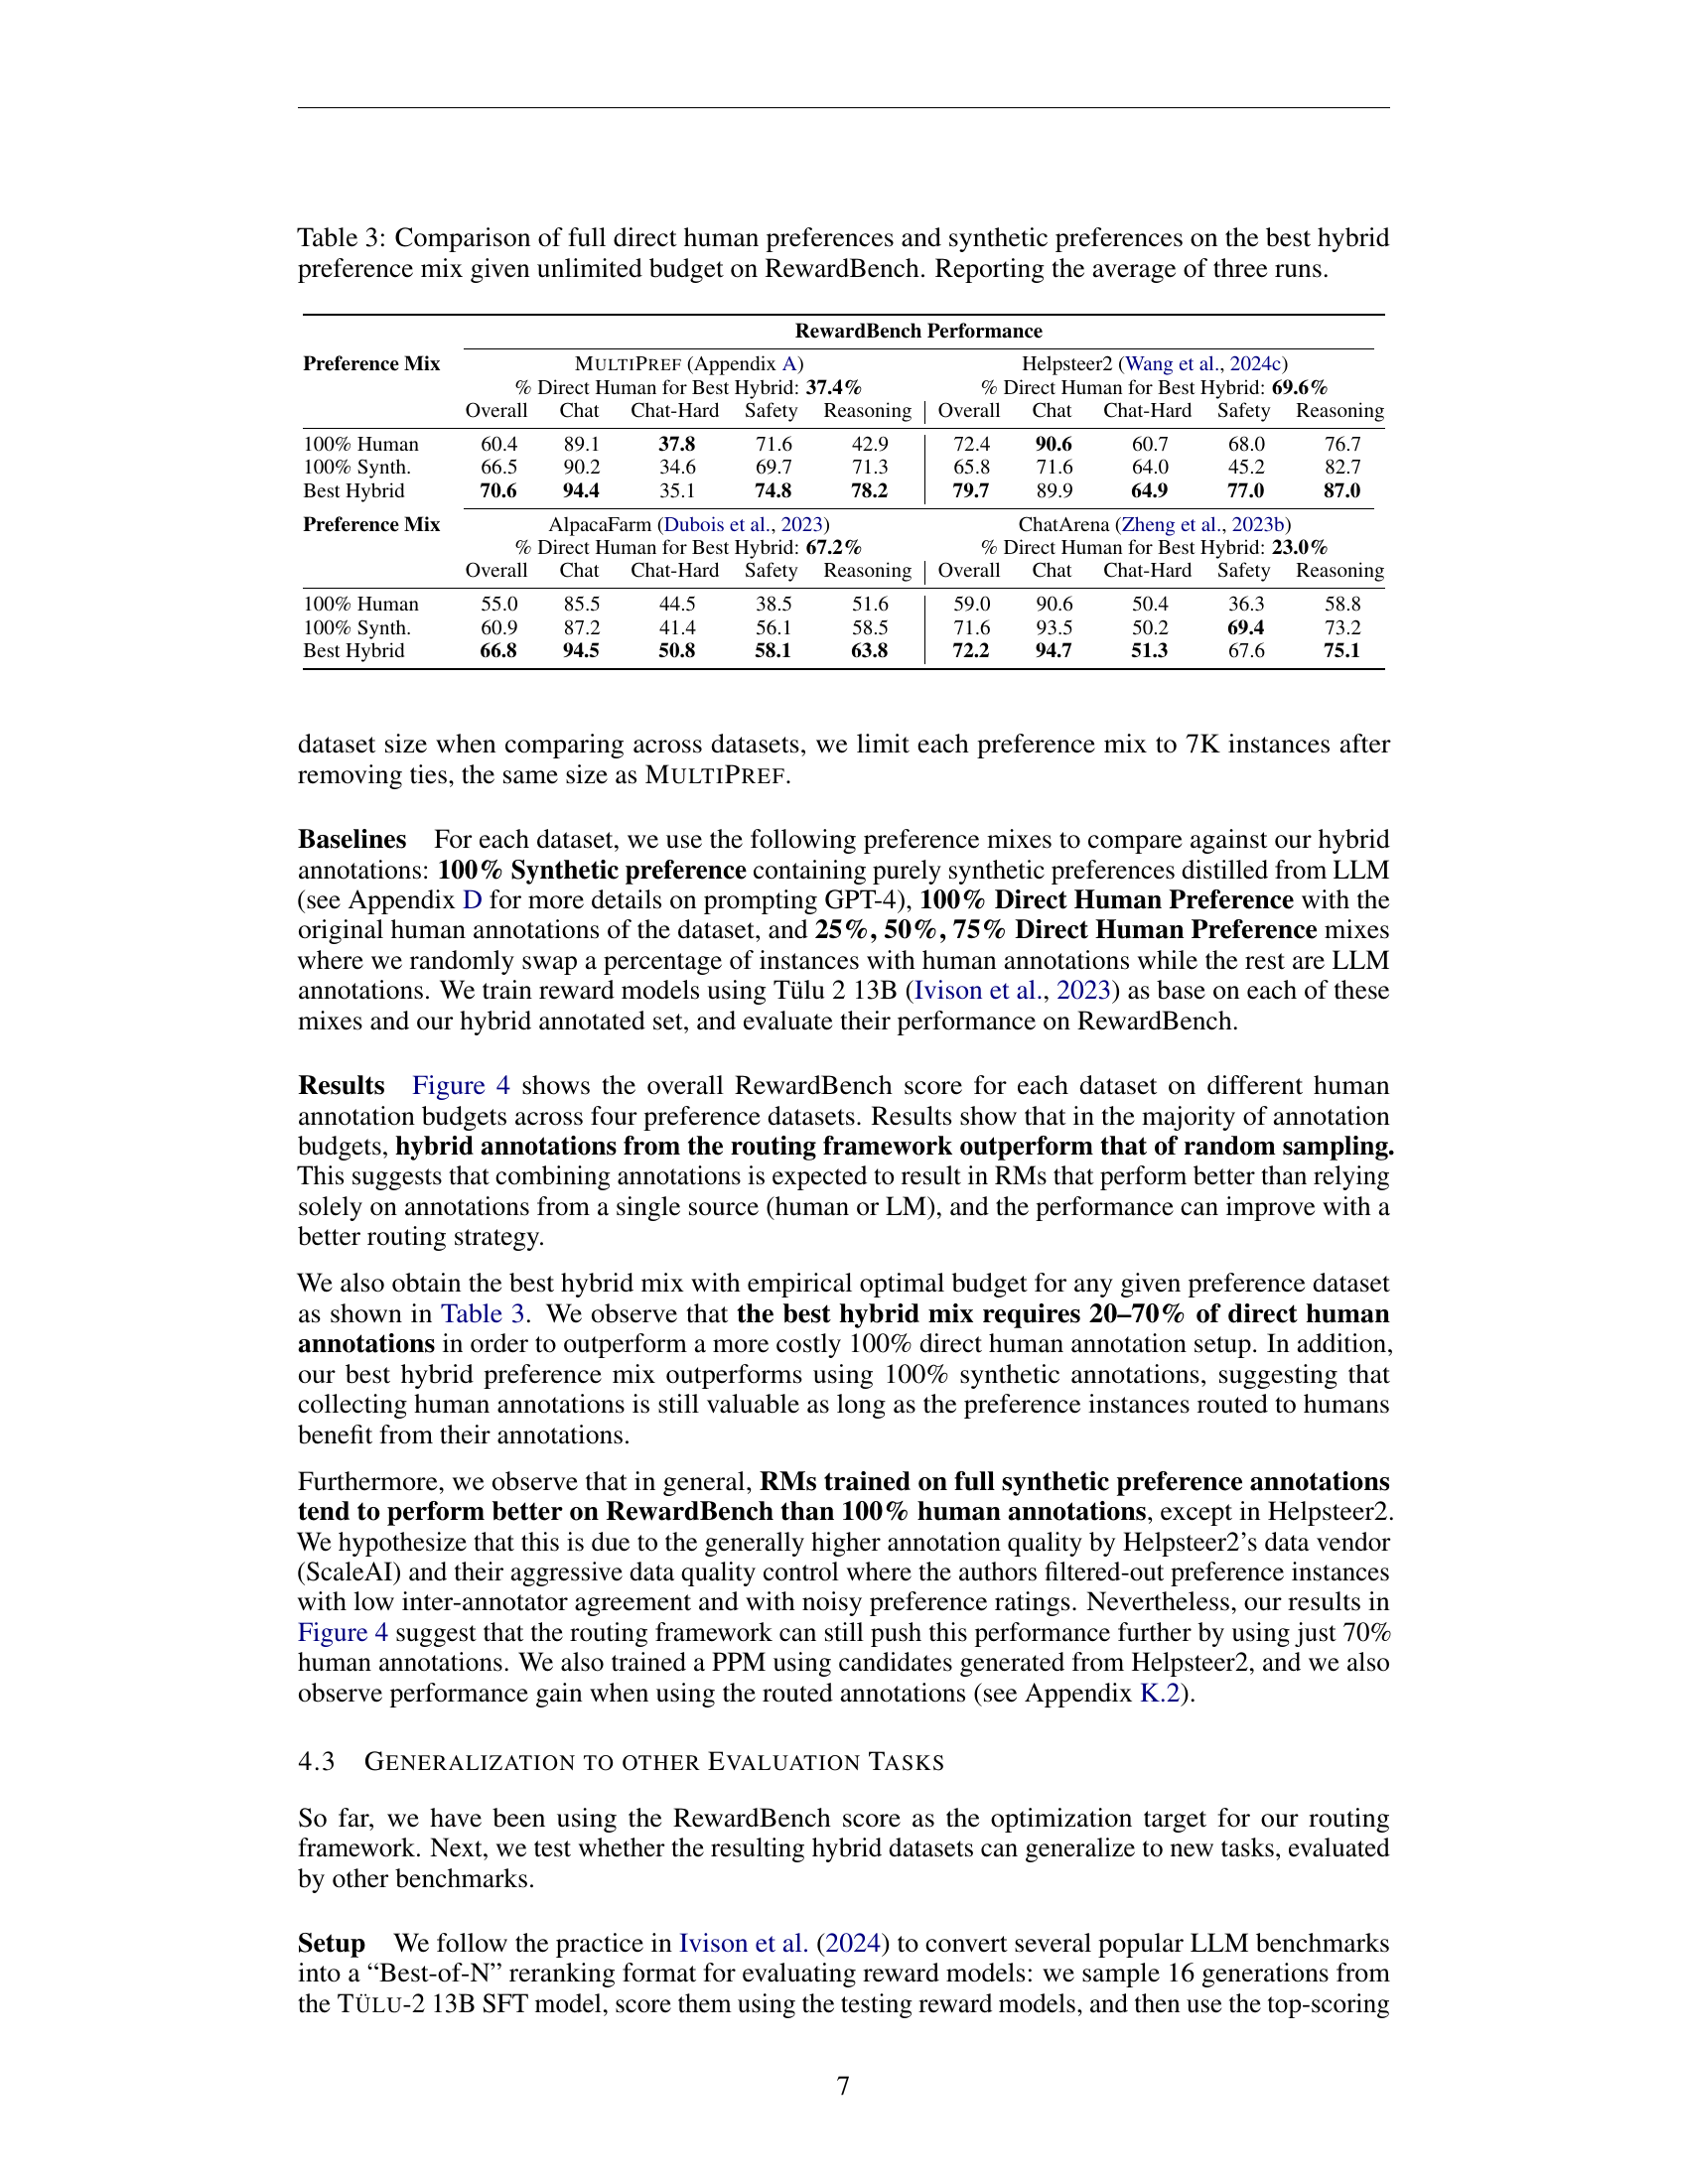 Table 3: Comparison of full direct human preferences and synthetic preferences on the best hybrid
preference mix given unlimited budget on RewardBench. Reporting the average of three runs.
RewardBench Performance
Preference Mix MULTIPREF (Appendix A) Helpsteer2 (Wang et al., 2024c)
% Direct Human for Best Hybrid: 37.4% % Direct Human for Best Hybrid: 69.6%
Overall Chat Chat-Hard Safety Reasoning Overall Chat Chat-Hard Safety Reasoning
100% Human 60.4 89.1 37.8 71.6 42.9 72.4 90.6 60.7 68.0 76.7
100% Synth. 66.5 90.2 34.6 69.7 71.3 65.8 71.6 64.0 45.2 82.7
Best Hybrid 70.6 94.4 35.1 74.8 78.2 79.7 89.9 64.9 77.0 87.0
Preference Mix AlpacaFarm (Dubois et al., 2023) ChatArena (Zheng et al., 2023b)
% Direct Human for Best Hybrid: 67.2% % Direct Human for Best Hybrid: 23.0%
Overall Chat Chat-Hard Safety Reasoning Overall Chat Chat-Hard Safety Reasoning
100% Human 55.0 85.5 44.5 38.5 51.6 59.0 90.6 50.4 36.3 58.8
100% Synth. 60.9 87.2 41.4 56.1 58.5 71.6 93.5 50.2 69.4 73.2
Best Hybrid 66.8 94.5 50.8 58.1 63.8 72.2 94.7 51.3 67.6 75.1
dataset size when comparing across datasets, we limit each preference mix to 7K instances after
removing ties, the same size as MULTIPREF.
Baselines For each dataset, we use the following preference mixes to compare against our hybrid
annotations: 100% Synthetic preference containing purely synthetic preferences distilled from LLM
(see Appendix D for more details on prompting GPT-4), 100% Direct Human Preference with the
original human annotations of the dataset, and 25%, 50%, 75% Direct Human Preference mixes
where we randomly swap a percentage of instances with human annotations while the rest are LLM
annotations. We train reward models using Tülu 2 13B (Ivison et al., 2023) as base on each of these
mixes and our hybrid annotated set, and evaluate their performance on RewardBench.
Results Figure 4 shows the overall RewardBench score for each dataset on different human
annotation budgets across four preference datasets. Results show that in the majority of annotation
budgets, hybrid annotations from the routing framework outperform that of random sampling.
This suggests that combining annotations is expected to result in RMs that perform better than relying
solely on annotations from a single source (human or LM), and the performance can improve with a
better routing strategy.
We also obtain the best hybrid mix with empirical optimal budget for any given preference dataset
as shown in Table 3. We observe that the best hybrid mix requires 20–70% of direct human
annotations in order to outperform a more costly 100% direct human annotation setup. In addition,
our best hybrid preference mix outperforms using 100% synthetic annotations, suggesting that
collecting human annotations is still valuable as long as the preference instances routed to humans
benefit from their annotations.
Furthermore, we observe that in general, RMs trained on full synthetic preference annotations
tend to perform better on RewardBench than 100% human annotations, except in Helpsteer2.
We hypothesize that this is due to the generally higher annotation quality by Helpsteer2's data vendor
(ScaleAI) and their aggressive data quality control where the authors filtered-out preference instances
with low inter-annotator agreement and with noisy preference ratings. Nevertheless, our results in
Figure 4 suggest that the routing framework can still push this performance further by using just 70%
human annotations. We also trained a PPM using candidates generated from Helpsteer2, and we also
observe performance gain when using the routed annotations (see Appendix K.2).
4.3 GENERALIZATION TO OTHER EVALUATION TASKS
So far, we have been using the RewardBench score as the optimization target for our routing
framework. Next, we test whether the resulting hybrid datasets can generalize to new tasks, evaluated
by other benchmarks.
Setup We follow the practice in Ivison et al. (2024) to convert several popular LLM benchmarks
into a “Best-of-N” reranking format for evaluating reward models: we sample 16 generations from
the TÜLU-2 13B SFT model, score them using the testing reward models, and then use the top-scoring
7